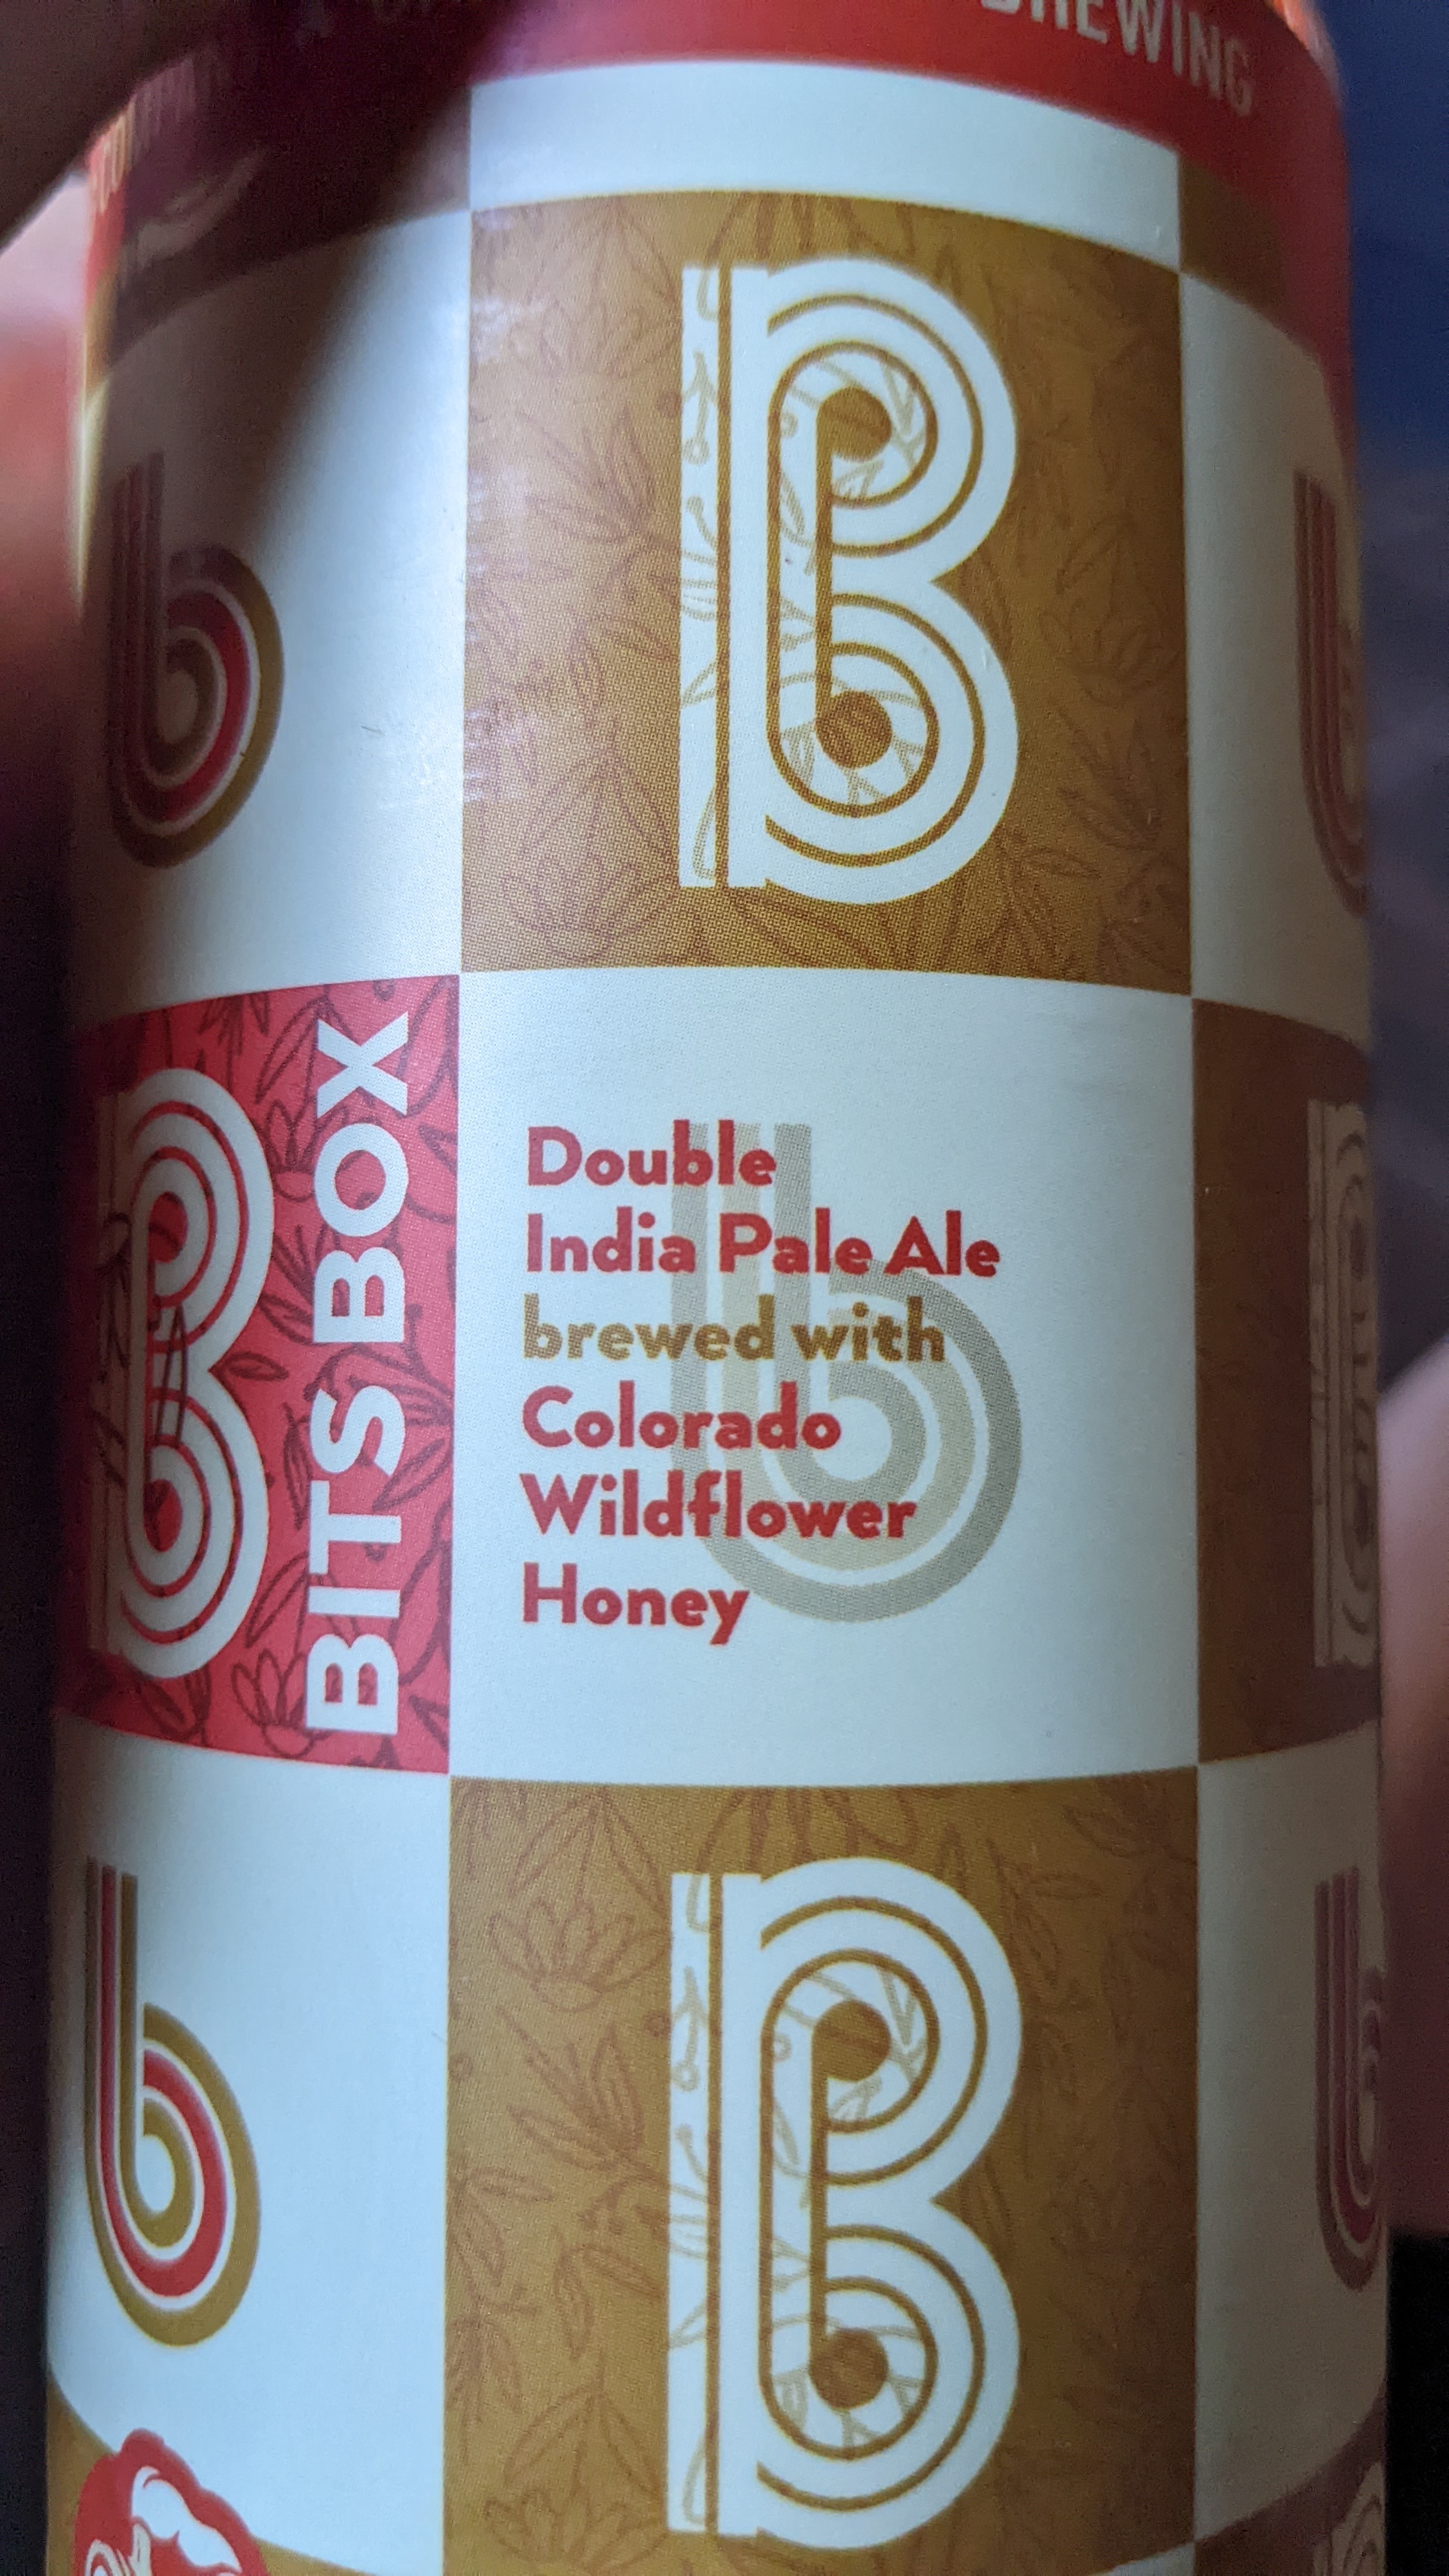 BREWING
B
b
B
BITS BOX
Double
India Pale Ale
brewed with
Colorado
Wildflower
Honey
b
B